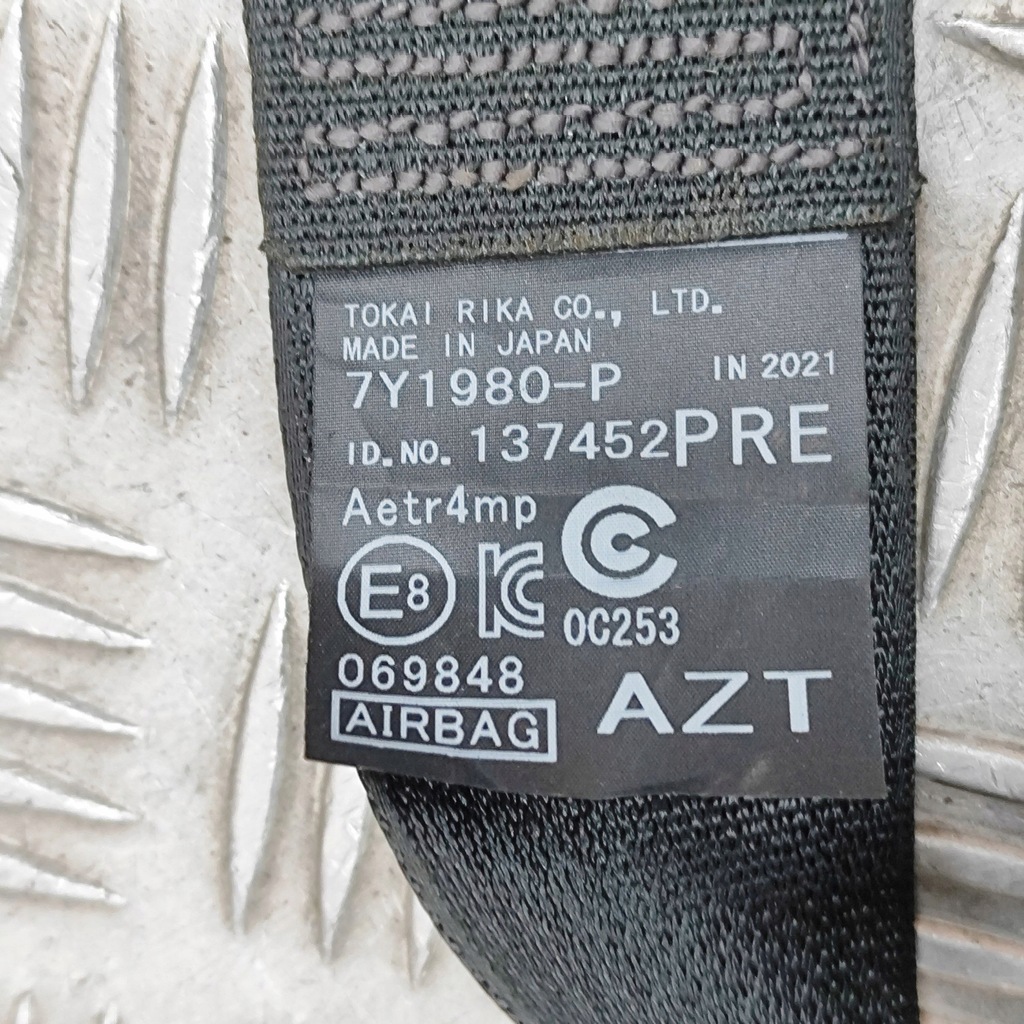 TOKAI RIKA CO., LTD.
MADE IN JAPAN
7Y1980-P IN 2021
ID.NO. 137452PRE
Aetr4mp
E8 KC CC
0C253
069848
AIRBAG AZT